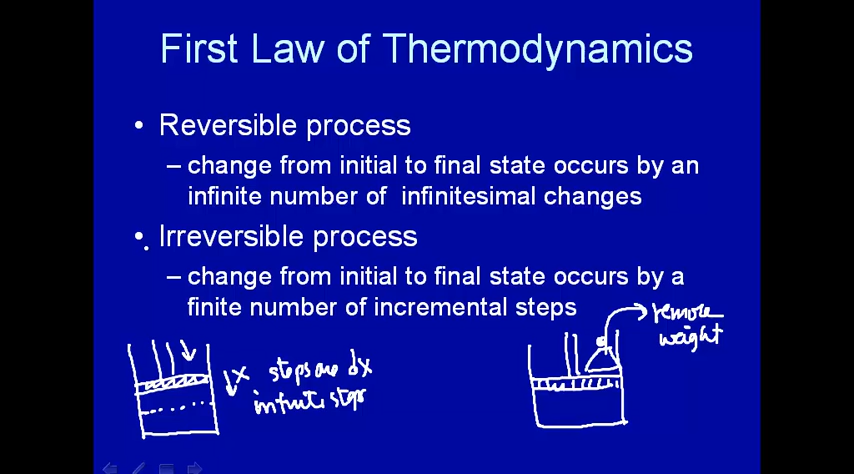 First Law of Thermodynamics
• Reversible process
– change from initial to final state occurs by an
infinite number of infinitesimal changes
• Irreversible process
– change from initial to final state occurs by a
finite number of incremental steps
remove
weight
x steps are dx
infinite steps